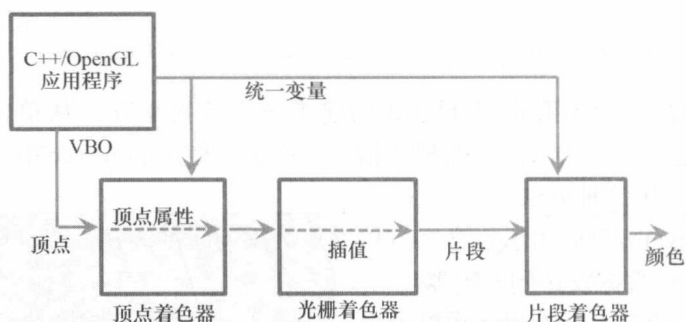 C++/OpenGL
应用程序
统一变量
VBO
顶点属性
顶点
插值
片段
颜色
顶点着色器
光栅着色器
片段着色器